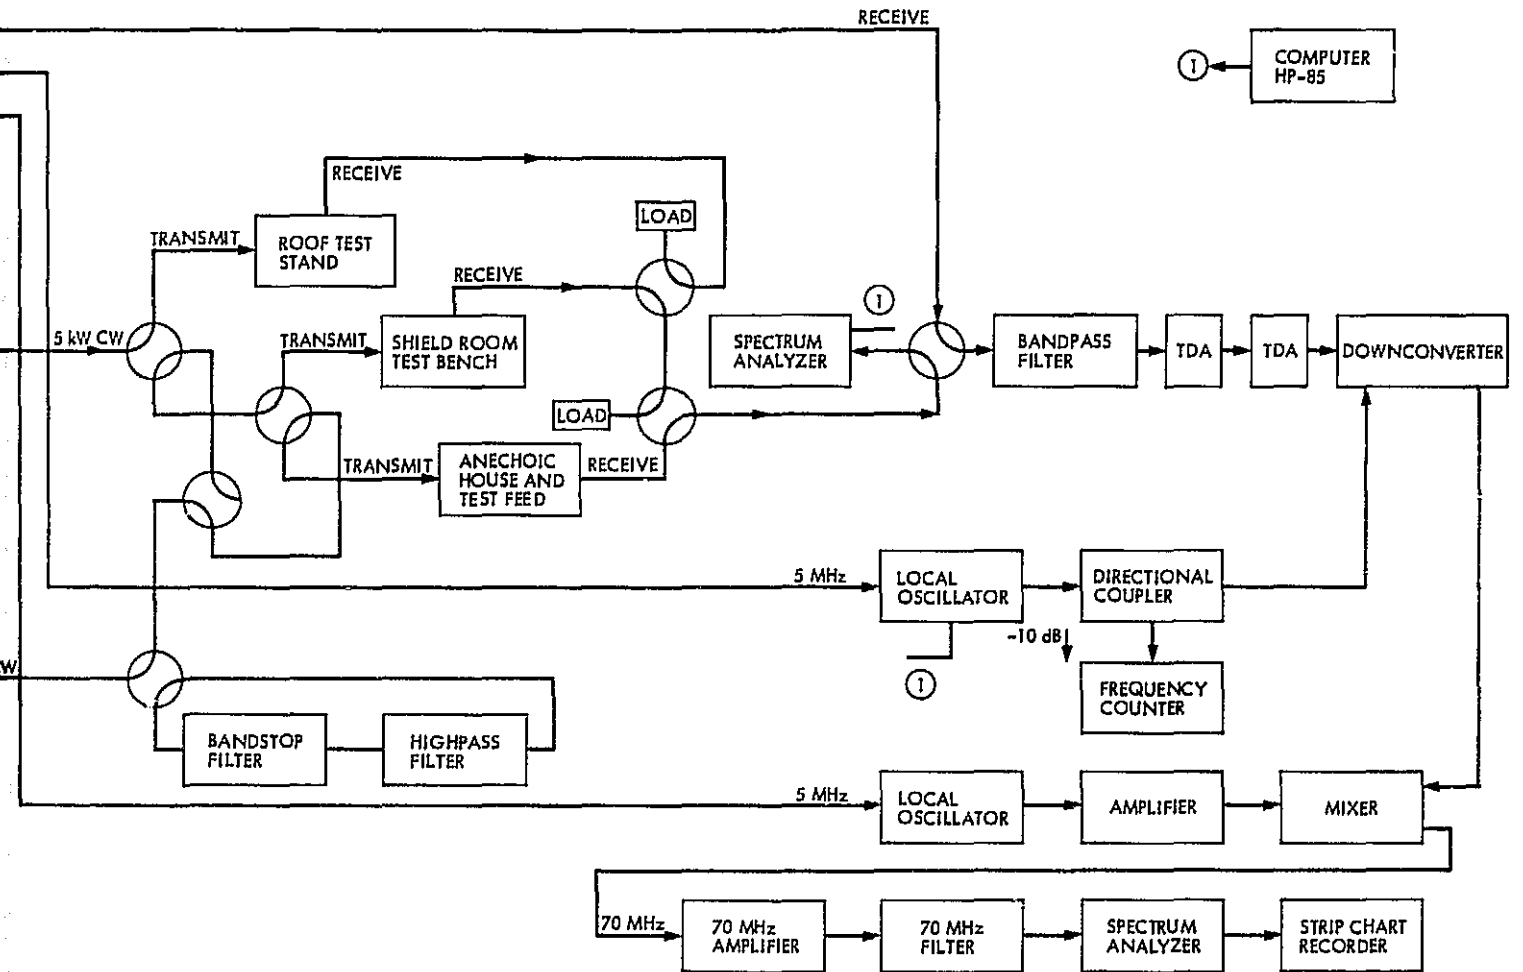 RECEIVE
COMPUTER
HP-85
I
RECEIVE
LOAD
TRANSMIT
ROOF TEST
STAND
RECEIVE
I
5 kW CW
TRANSMIT
SHIELD ROOM
TEST BENCH
SPECTRUM
ANALYZER
BANDPASS
FILTER
TDA
TDA
DOWNCONVERTER
LOAD
TRANSMIT
ANECHOIC
HOUSE AND
TEST FEED
RECEIVE
5 MHz
LOCAL
OSCILLATOR
DIRECTIONAL
COUPLER
-10 dB
I
W
FREQUENCY
COUNTER
BANDSTOP
FILTER
HIGHPASS
FILTER
5 MHz
LOCAL
OSCILLATOR
AMPLIFIER
MIXER
70 MHz
70 MHz
AMPLIFIER
70 MHz
FILTER
SPECTRUM
ANALYZER
STRIP CHART
RECORDER